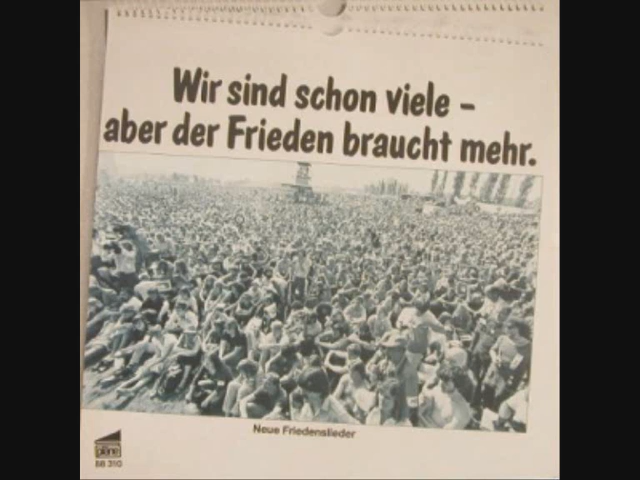 Wir sind schon viele –
aber der Frieden braucht mehr.
Neue Friedenslieder
pläne
88 310